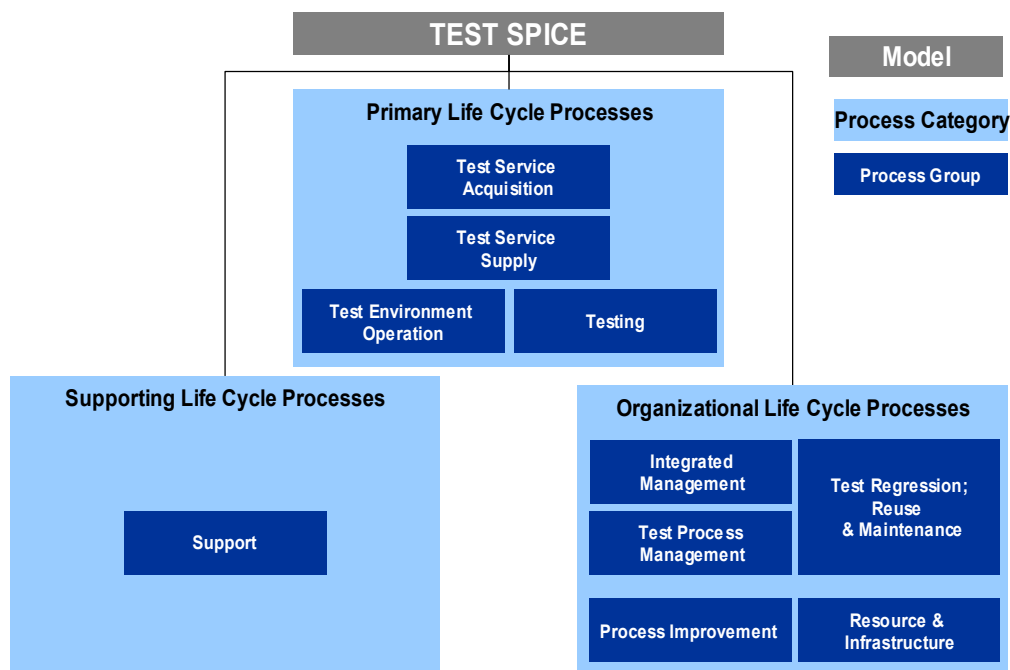 TEST SPICE
Model
Process Category
Process Group
Primary Life Cycle Processes
Test Service
Acquisition
Test Service
Supply
Test Environment
Operation
Testing
Supporting Life Cycle Processes
Support
Organizational Life Cycle Processes
Integrated
Management
Test Regression;
Reuse
& Maintenance
Test Process
Management
Process Improvement
Resource &
Infrastructure